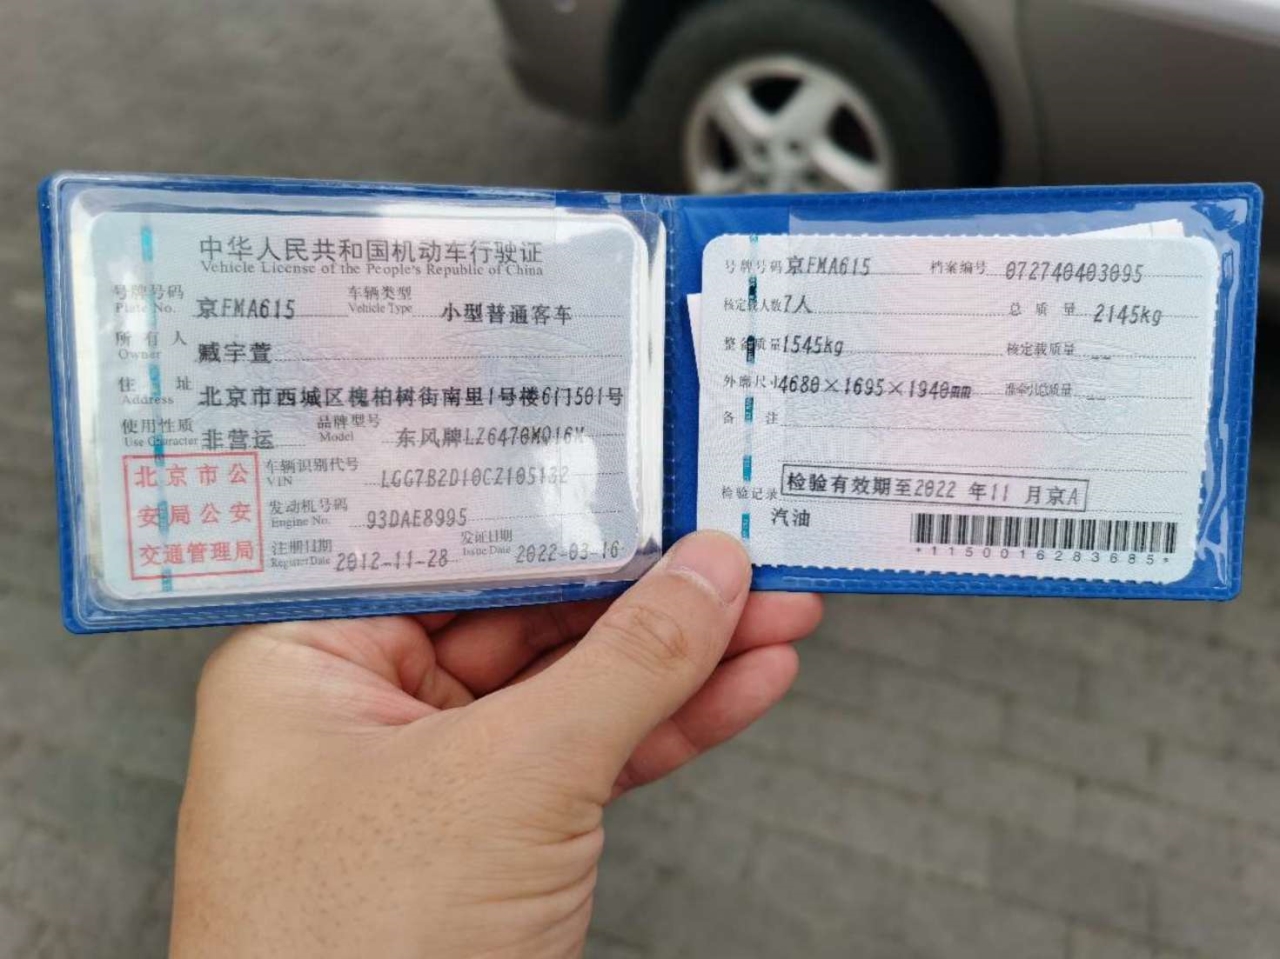 中华人民共和国机动车行驶证
Vehicle License of the People's Republic of China
号牌号码 京FMA615 车辆类型 小型普通客车
Plate No. Vehicle Type
所有人 臧宇萱
Owner
住址 北京市西城区槐柏树街南里1号楼6门501号
Address
使用性质 非营运 品牌型号 东风牌LZ6470MQ16M
Use Character Model
北京市公
安局公安
交通管理局
车辆识别代号 LGG7B2D10CZ105132
VIN
发动机号码 93DAE8995
Engine No.
注册日期 2012-11-28 发证日期 2022-03-16
Register Date Issue Date
号牌号码 京FMA615 档案编号 072740403095
核定载人数 7人 总质量 2145kg
整备质量 1545kg 核定载质量 --
外廓尺寸 4680×1695×1940mm 准牵引总质量 --
备注
检验记录 检验有效期至2022年11月京A
汽油
*1150016283685*